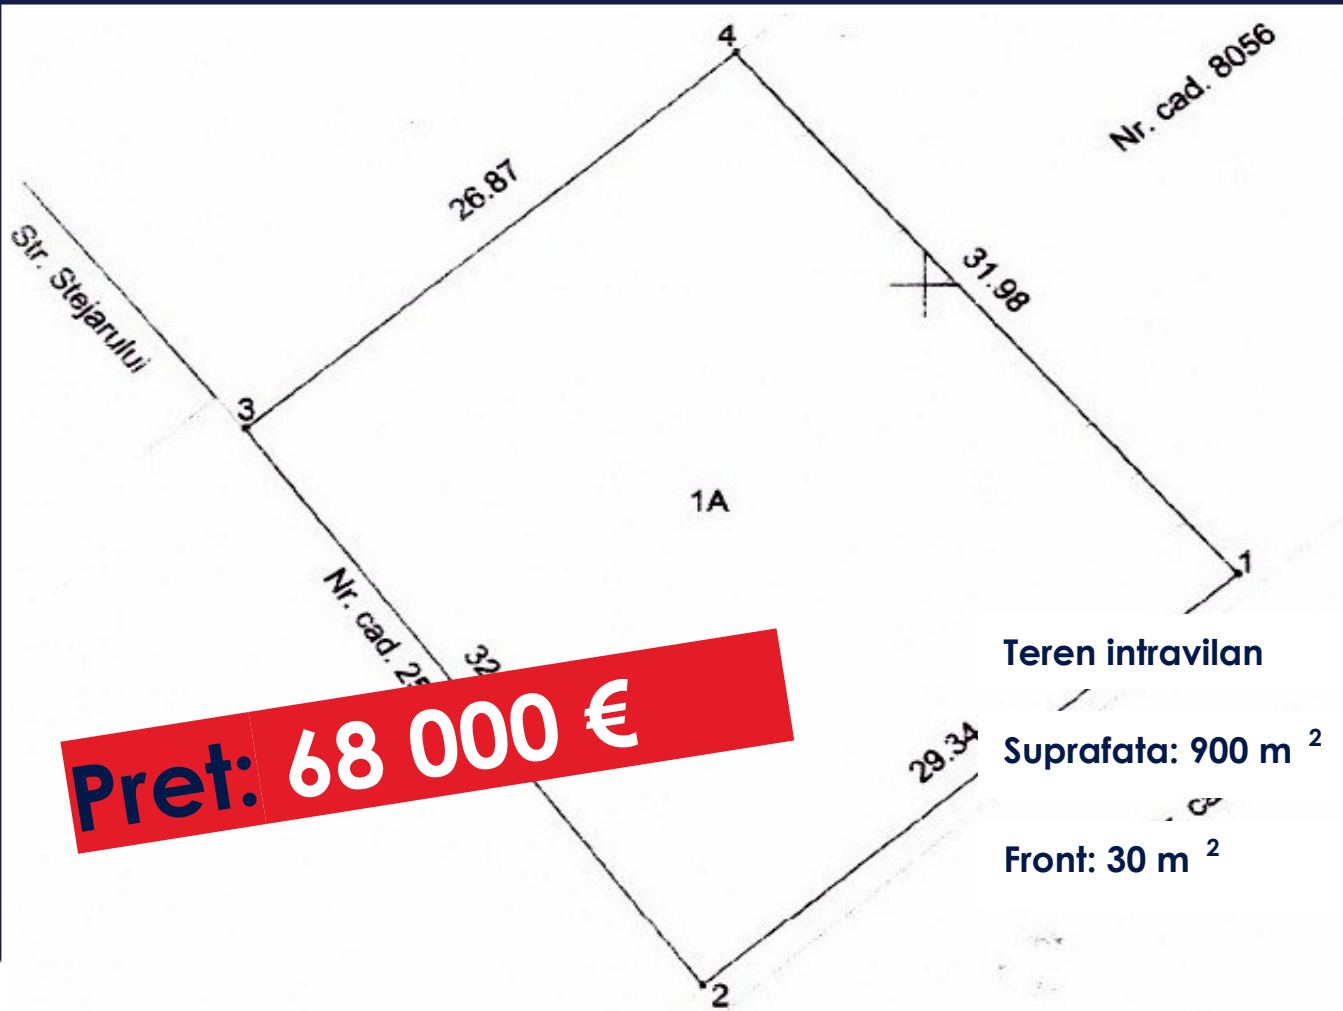 4
Nr. cad. 8056
26.87
31.98
Str. Stejarului
3
1A
1
Nr. cad.
Teren intravilan
Pret: 68 000 €
29.34
Suprafata: 900 m ²
Front: 30 m ²
2